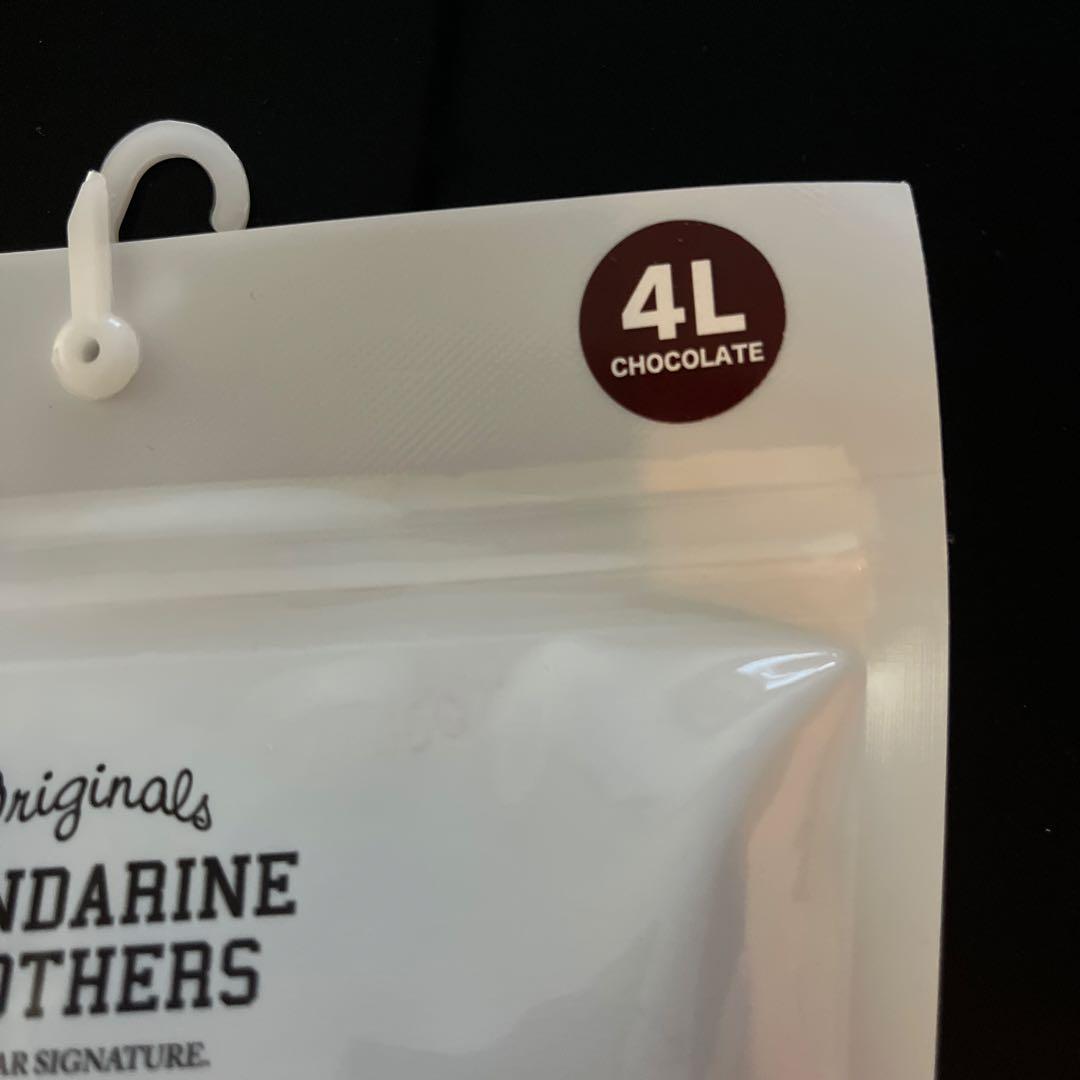 4L
CHOCOLATE
Originals
NDARINE
OTHERS
AR SIGNATURE.